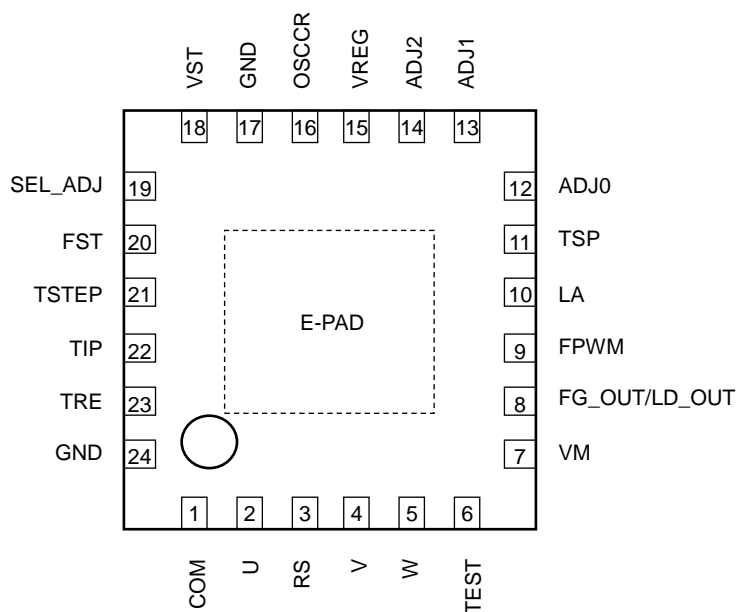 VST GND OSCCR VREG ADJ2 ADJ1
18 17 16 15 14 13
SEL_ADJ 19 12 ADJ0
FST 20 11 TSP
TSTEP 21 10 LA
E-PAD
TIP 22 9 FPWM
TRE 23 8 FG_OUT/LD_OUT
GND 24 7 VM
1 2 3 4 5 6
COM U RS V W TEST